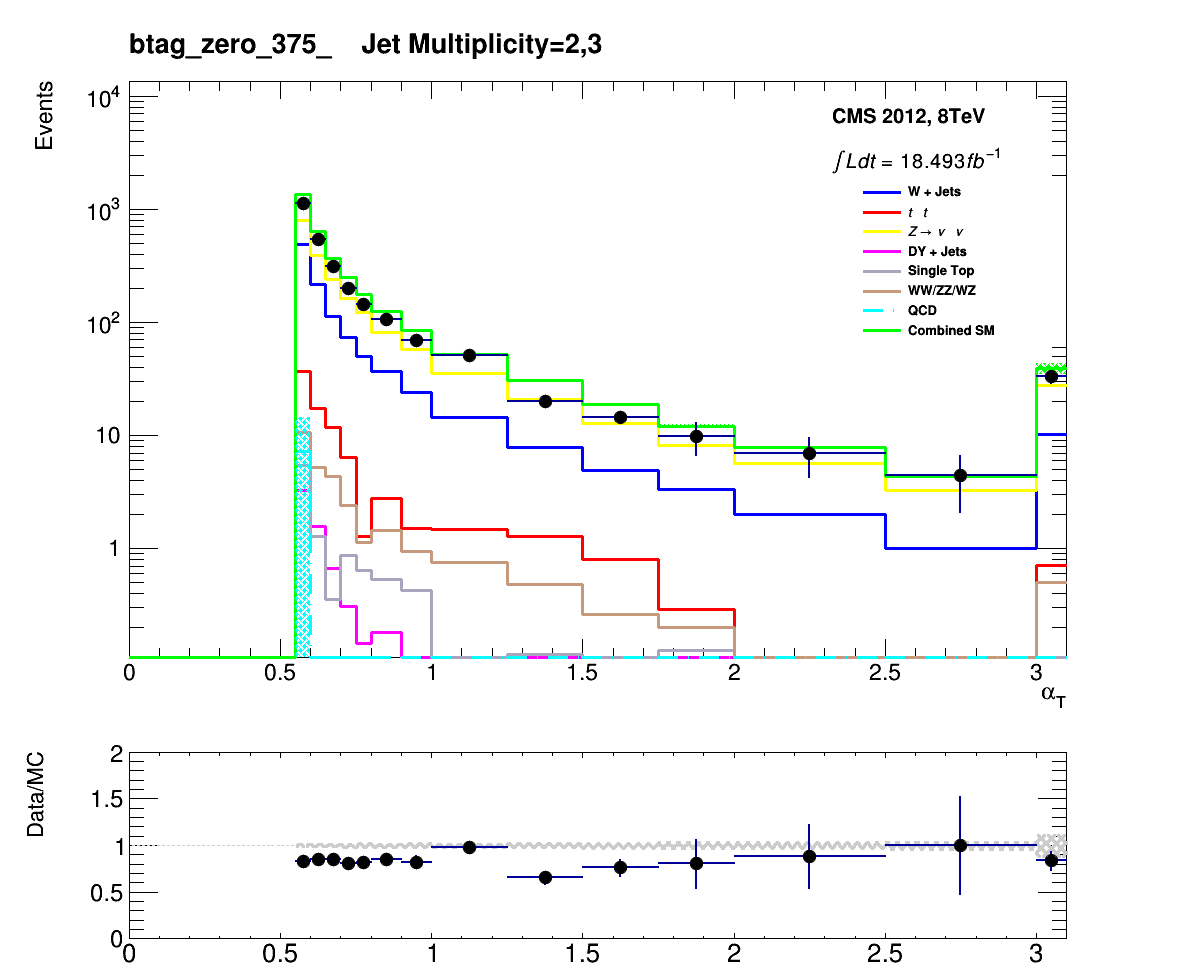 btag_zero_375_ Jet Multiplicity=2,3
Events
10⁴
10³
10²
10
1
CMS 2012, 8TeV
∫Ldt = 18.493fb⁻¹
W + Jets
t t
Z→ ν ν
DY + Jets
Single Top
WW/ZZ/WZ
QCD
Combined SM
0 0.5 1 1.5 2 2.5 3
α_T
Data/MC
2
1.5
1
0.5
0
0 0.5 1 1.5 2 2.5 3